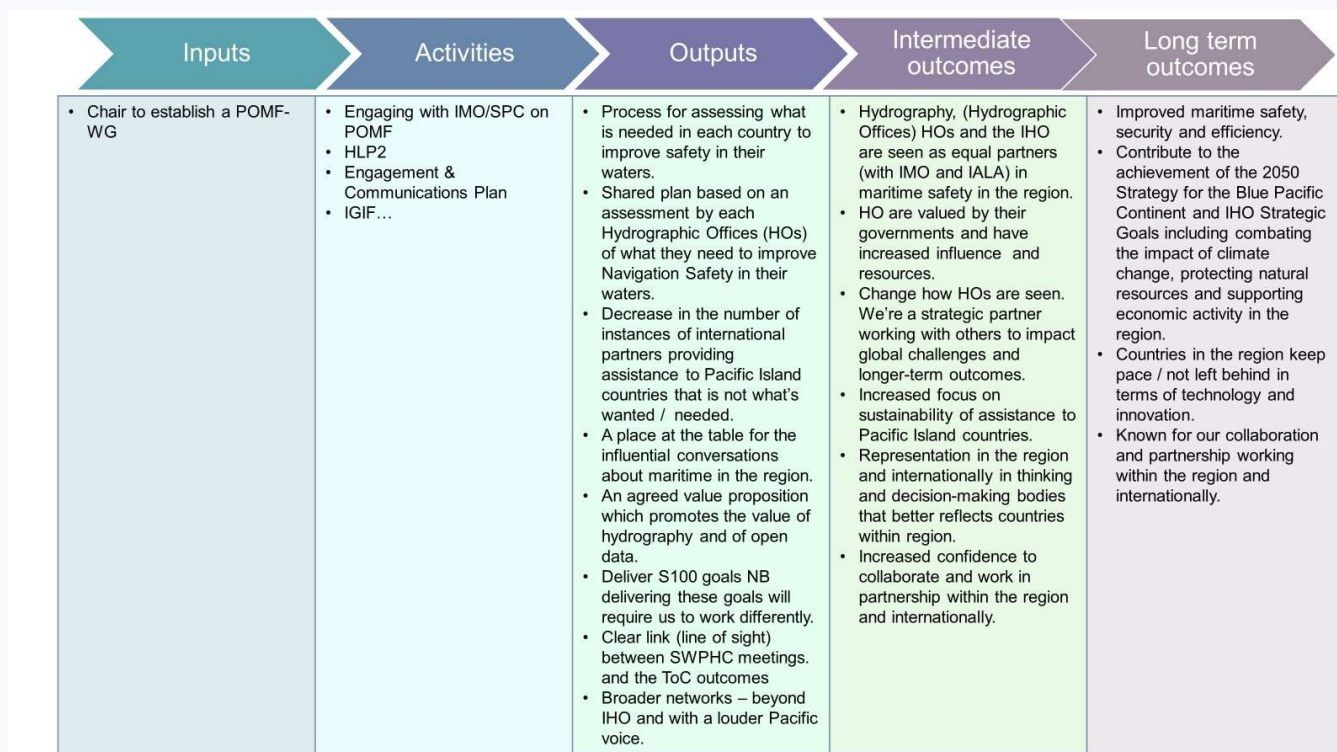 Inputs
Activities
Outputs
Intermediate
outcomes
Long term
outcomes
• Chair to establish a POMF-
WG
• Engaging with IMO/SPC on
POMF
• HLP2
• Engagement &
Communications Plan
• IGIF…
• Process for assessing what
is needed in each country to
improve safety in their
waters.
• Shared plan based on an
assessment by each
Hydrographic Offices (HOs)
of what they need to improve
Navigation Safety in their
waters.
• Decrease in the number of
instances of international
partners providing
assistance to Pacific Island
countries that is not what's
wanted / needed.
• A place at the table for the
influential conversations
about maritime in the region.
• An agreed value proposition
which promotes the value of
hydrography and of open
data.
• Deliver S100 goals NB
delivering these goals will
require us to work differently.
• Clear link (line of sight)
between SWPHC meetings.
and the ToC outcomes
• Broader networks – beyond
IHO and with a louder Pacific
voice.
• Hydrography, (Hydrographic
Offices) HOs and the IHO
are seen as equal partners
(with IMO and IALA) in
maritime safety in the region.
• HO are valued by their
governments and have
increased influence and
resources.
• Change how HOs are seen.
We're a strategic partner
working with others to impact
global challenges and
longer-term outcomes.
• Increased focus on
sustainability of assistance to
Pacific Island countries.
• Representation in the region
and internationally in thinking
and decision-making bodies
that better reflects countries
within region.
• Increased confidence to
collaborate and work in
partnership within the region
and internationally.
• Improved maritime safety,
security and efficiency.
• Contribute to the
achievement of the 2050
Strategy for the Blue Pacific
Continent and IHO Strategic
Goals including combating
the impact of climate
change, protecting natural
resources and supporting
economic activity in the
region.
• Countries in the region keep
pace / not left behind in
terms of technology and
innovation.
• Known for our collaboration
and partnership working
within the region and
internationally.